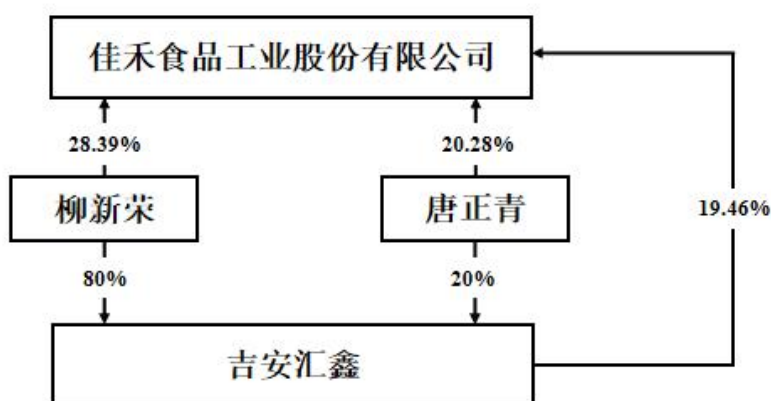 佳禾食品工业股份有限公司
28.39%
20.28%
柳新荣
唐正青
19.46%
80%
20%
吉安汇鑫